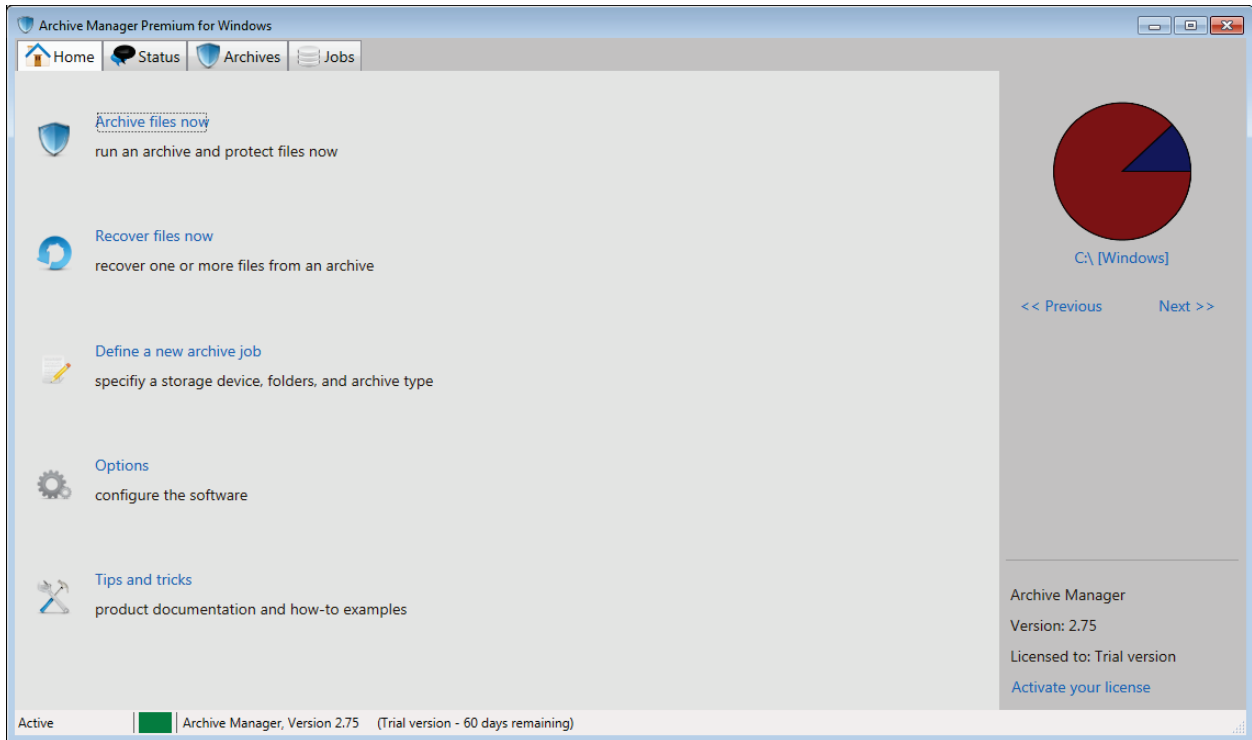 Archive Manager Premium for Windows
Home Status Archives Jobs
Archive files now
run an archive and protect files now
Recover files now
recover one or more files from an archive
Define a new archive job
specifiy a storage device, folders, and archive type
Options
configure the software
Tips and tricks
product documentation and how-to examples
C:\ [Windows]
<< Previous Next >>
Archive Manager
Version: 2.75
Licensed to: Trial version
Activate your license
Active Archive Manager, Version 2.75 (Trial version - 60 days remaining)